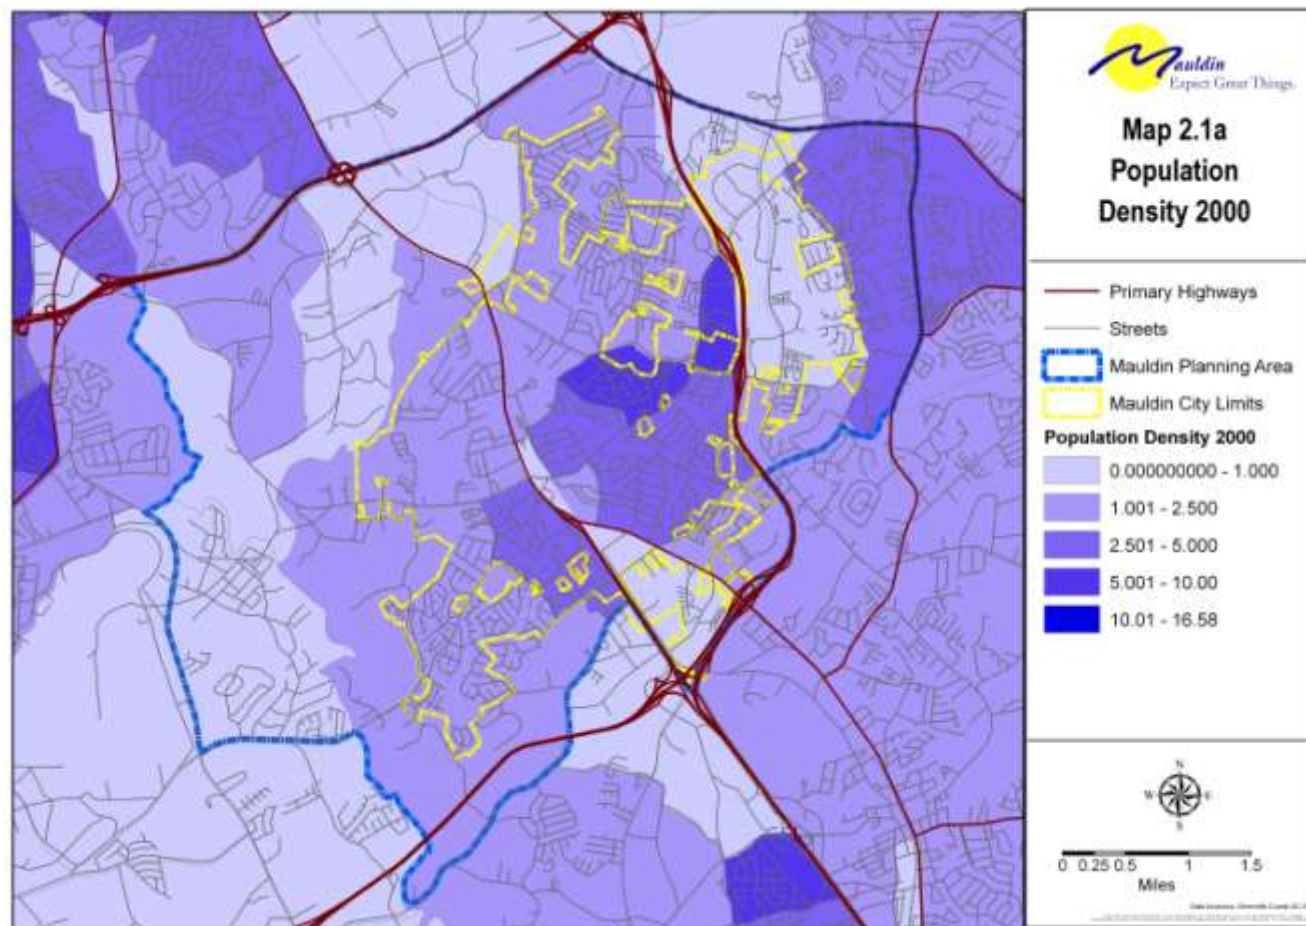 Mauldin
Expect Great Things.
Map 2.1a
Population
Density 2000
Primary Highways
Streets
Mauldin Planning Area
Mauldin City Limits
Population Density 2000
0.000000000 - 1.000
1.001 - 2.500
2.501 - 5.000
5.001 - 10.00
10.01 - 16.58
N
W E
S
0 0.25 0.5 1 1.5
Miles